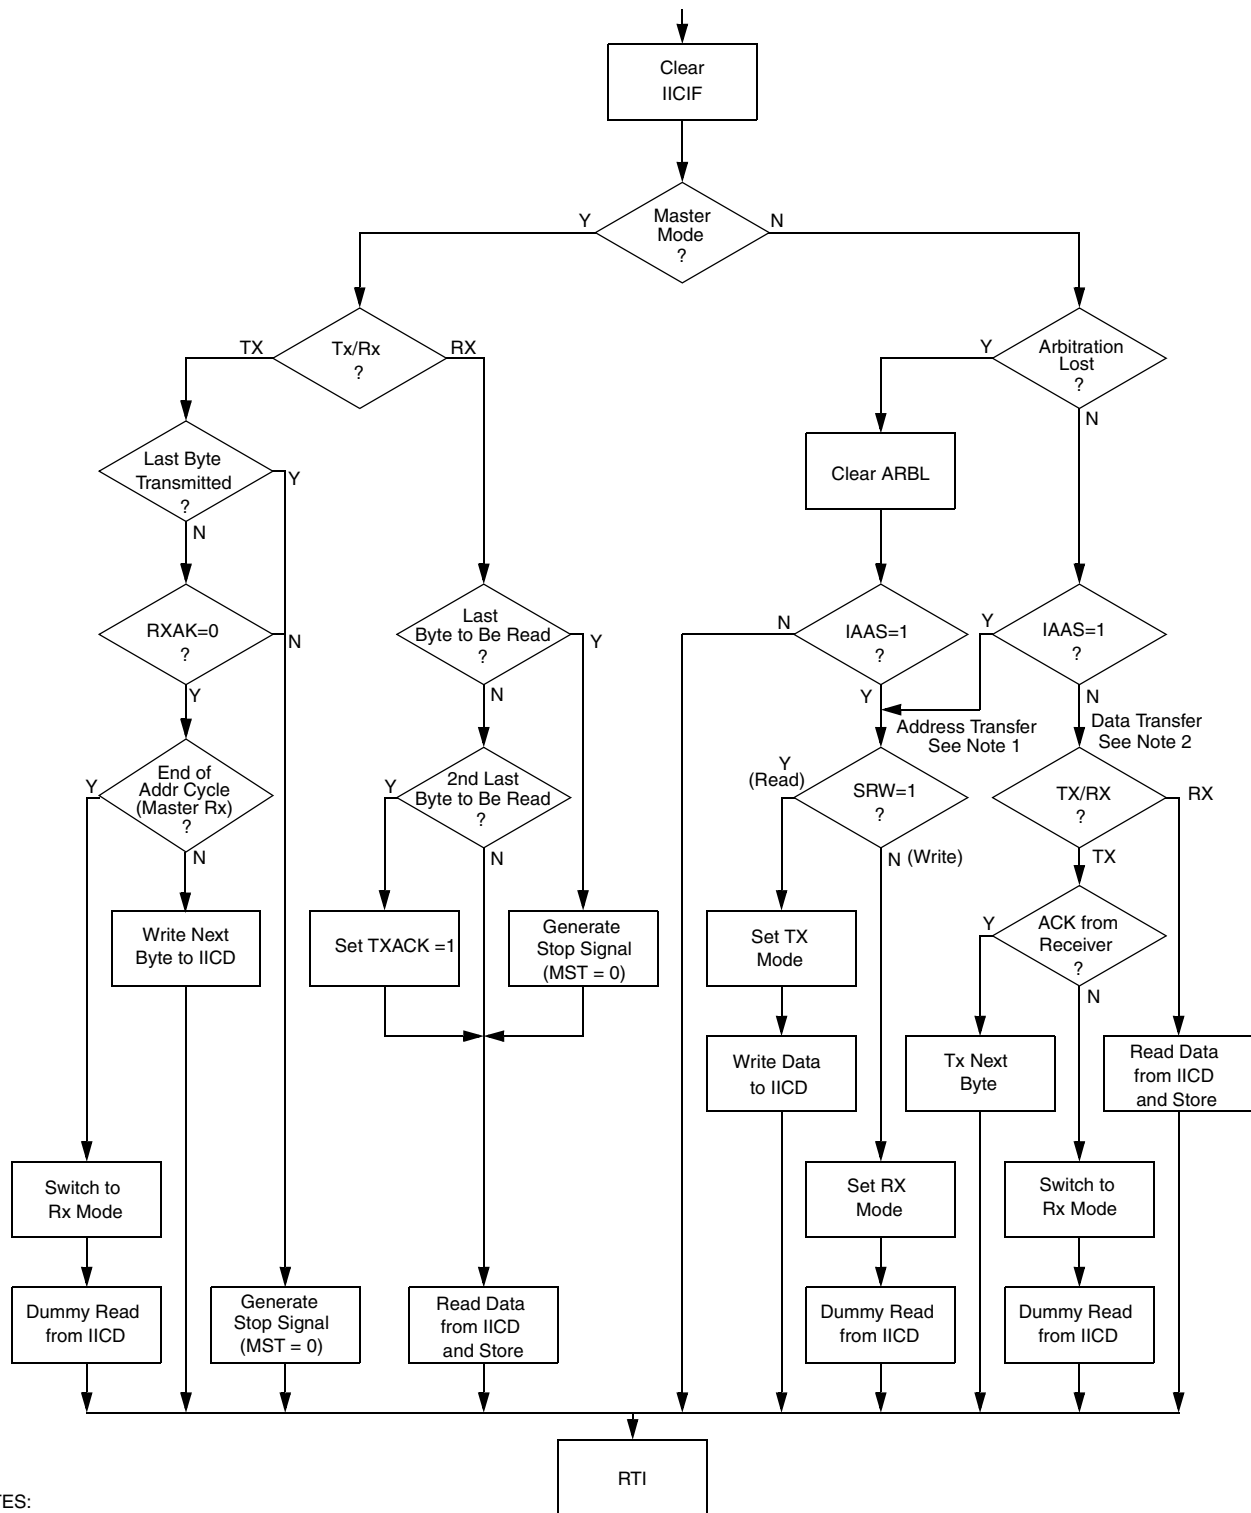 Clear
IICIF
Master
Mode
?
Y
N
Tx/Rx
?
TX
RX
Arbitration
Lost
?
Y
N
Last Byte
Transmitted
?
Y
N
Clear ARBL
RXAK=0
?
N
Y
Last
Byte to Be Read
?
Y
N
IAAS=1
?
N
Y
IAAS=1
?
Y
N
Address Transfer
See Note 1
Data Transfer
See Note 2
End of
Addr Cycle
(Master Rx)
?
Y
N
2nd Last
Byte to Be Read
?
Y
N
SRW=1
?
Y
(Read)
N (Write)
TX/RX
?
RX
TX
Write Next
Byte to IICD
Set TXACK =1
Generate
Stop Signal
(MST = 0)
Set TX
Mode
ACK from
Receiver
?
Y
N
Write Data
to IICD
Tx Next
Byte
Read Data
from IICD
and Store
Switch to
Rx Mode
Set RX
Mode
Switch to
Rx Mode
Dummy Read
from IICD
Generate
Stop Signal
(MST = 0)
Read Data
from IICD
and Store
Dummy Read
from IICD
Dummy Read
from IICD
RTI
TES: